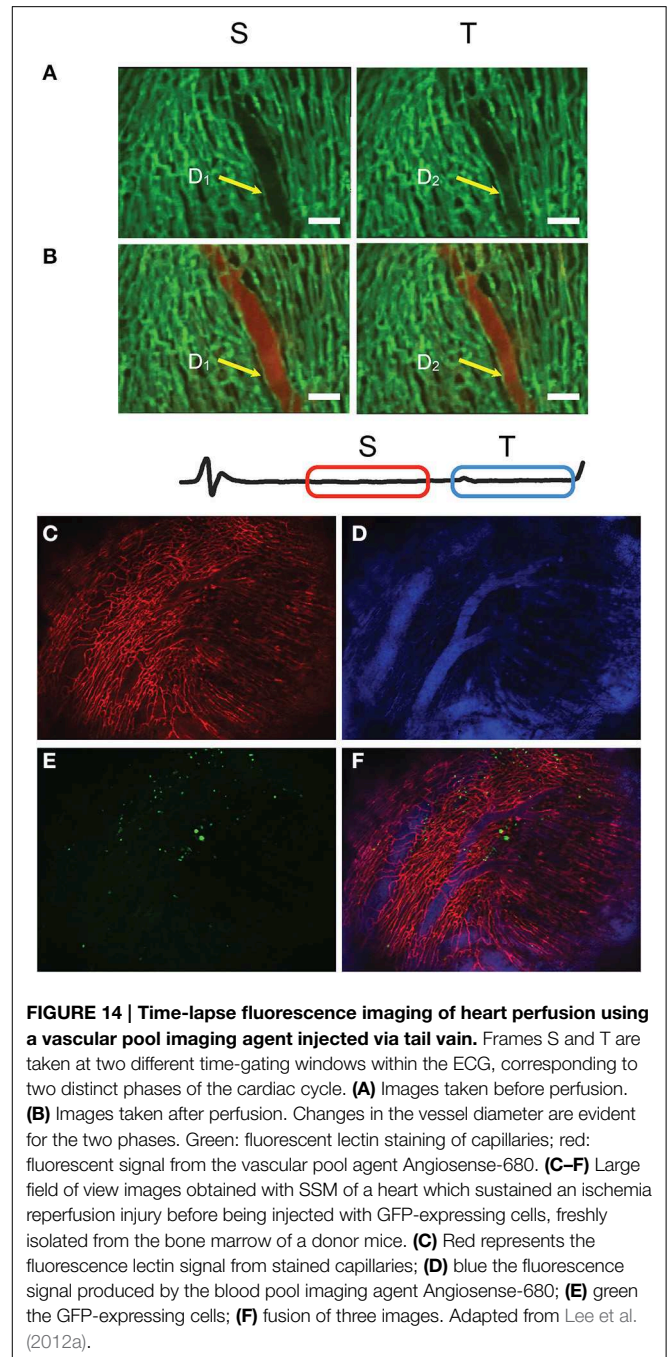 S T
A
D₁ D₂
B
D₁ D₂
S T
C D
E F
FIGURE 14 | Time-lapse fluorescence imaging of heart perfusion using
a vascular pool imaging agent injected via tail vain. Frames S and T are
taken at two different time-gating windows within the ECG, corresponding to
two distinct phases of the cardiac cycle. (A) Images taken before perfusion.
(B) Images taken after perfusion. Changes in the vessel diameter are evident
for the two phases. Green: fluorescent lectin staining of capillaries; red:
fluorescent signal from the vascular pool agent Angiosense-680. (C–F) Large
field of view images obtained with SSM of a heart which sustained an ischemia
reperfusion injury before being injected with GFP-expressing cells, freshly
isolated from the bone marrow of a donor mice. (C) Red represents the
fluorescence lectin signal from stained capillaries; (D) blue the fluorescence
signal produced by the blood pool imaging agent Angiosense-680; (E) green
the GFP-expressing cells; (F) fusion of three images. Adapted from Lee et al.
(2012a).